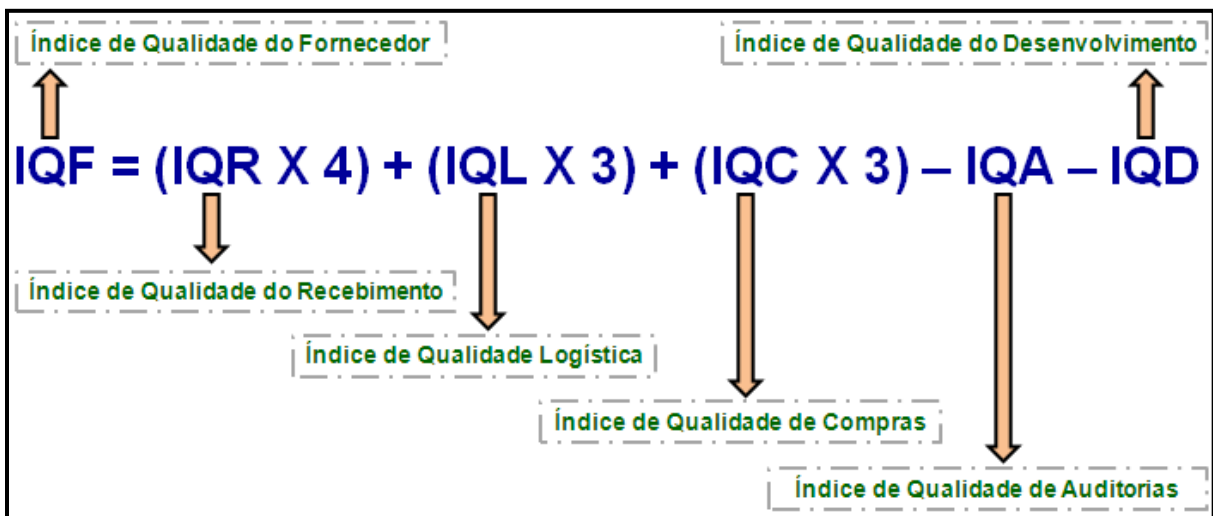 Índice de Qualidade do Fornecedor
Índice de Qualidade do Desenvolvimento
IQF = (IQR X 4) + (IQL X 3) + (IQC X 3) – IQA – IQD
Índice de Qualidade do Recebimento
Índice de Qualidade Logística
Índice de Qualidade de Compras
Índice de Qualidade de Auditorias